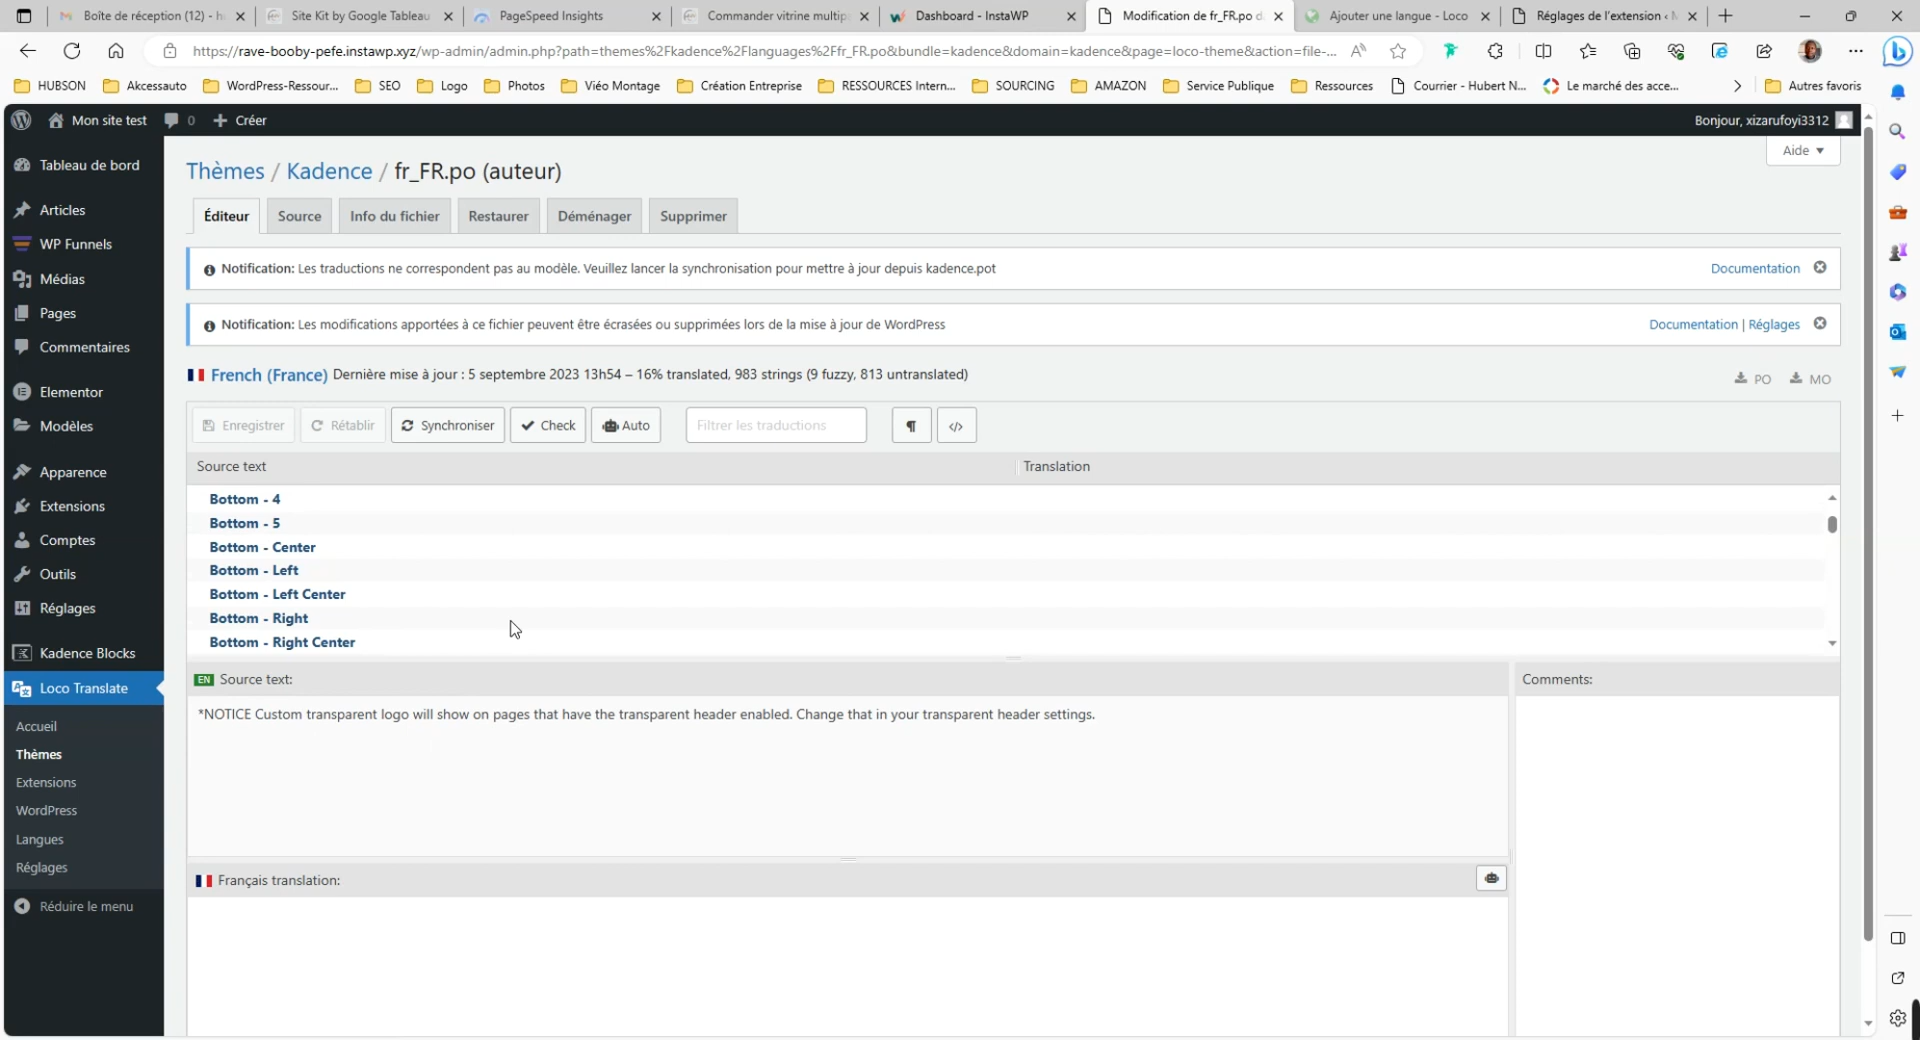 Boîte de réception (12) - h
Site Kit by Google Tableau
PageSpeed Insights
Commander vitrine multip
Dashboard - InstaWP
Modification de fr_FR.po d
Ajouter une langue - Loco
Réglages de l'extension ‹ M
https://rave-booby-pefe.instawp.xyz/wp-admin/admin.php?path=themes%2Fkadence%2Flanguages%2Ffr_FR.po&bundle=kadence&domain=kadence&page=loco-theme&action=file-...
HUBSON
Akcessauto
WordPress-Ressour...
SEO
Logo
Photos
Viéo Montage
Création Entreprise
RESSOURCES Intern...
SOURCING
AMAZON
Service Publique
Ressources
Courrier - Hubert N...
Le marché des acce...
Autres favoris
Mon site test
0
Créer
Bonjour, xizarufoyi3312
Aide
Tableau de bord
Articles
WP Funnels
Médias
Pages
Commentaires
Elementor
Modèles
Apparence
Extensions
Comptes
Outils
Réglages
Kadence Blocks
Loco Translate
Accueil
Thèmes
Extensions
WordPress
Langues
Réglages
Réduire le menu
Thèmes / Kadence / fr_FR.po (auteur)
Éditeur
Source
Info du fichier
Restaurer
Déménager
Supprimer
Notification: Les traductions ne correspondent pas au modèle. Veuillez lancer la synchronisation pour mettre à jour depuis kadence.pot
Documentation
Notification: Les modifications apportées à ce fichier peuvent être écrasées ou supprimées lors de la mise à jour de WordPress
Documentation | Réglages
French (France) Dernière mise à jour : 5 septembre 2023 13h54 – 16% translated, 983 strings (9 fuzzy, 813 untranslated)
PO
MO
Enregistrer
Rétablir
Synchroniser
Check
Auto
Filtrer les traductions
¶
</>
Source text
Translation
Bottom - 4
Bottom - 5
Bottom - Center
Bottom - Left
Bottom - Left Center
Bottom - Right
Bottom - Right Center
EN Source text:
Comments:
*NOTICE Custom transparent logo will show on pages that have the transparent header enabled. Change that in your transparent header settings.
Français translation: